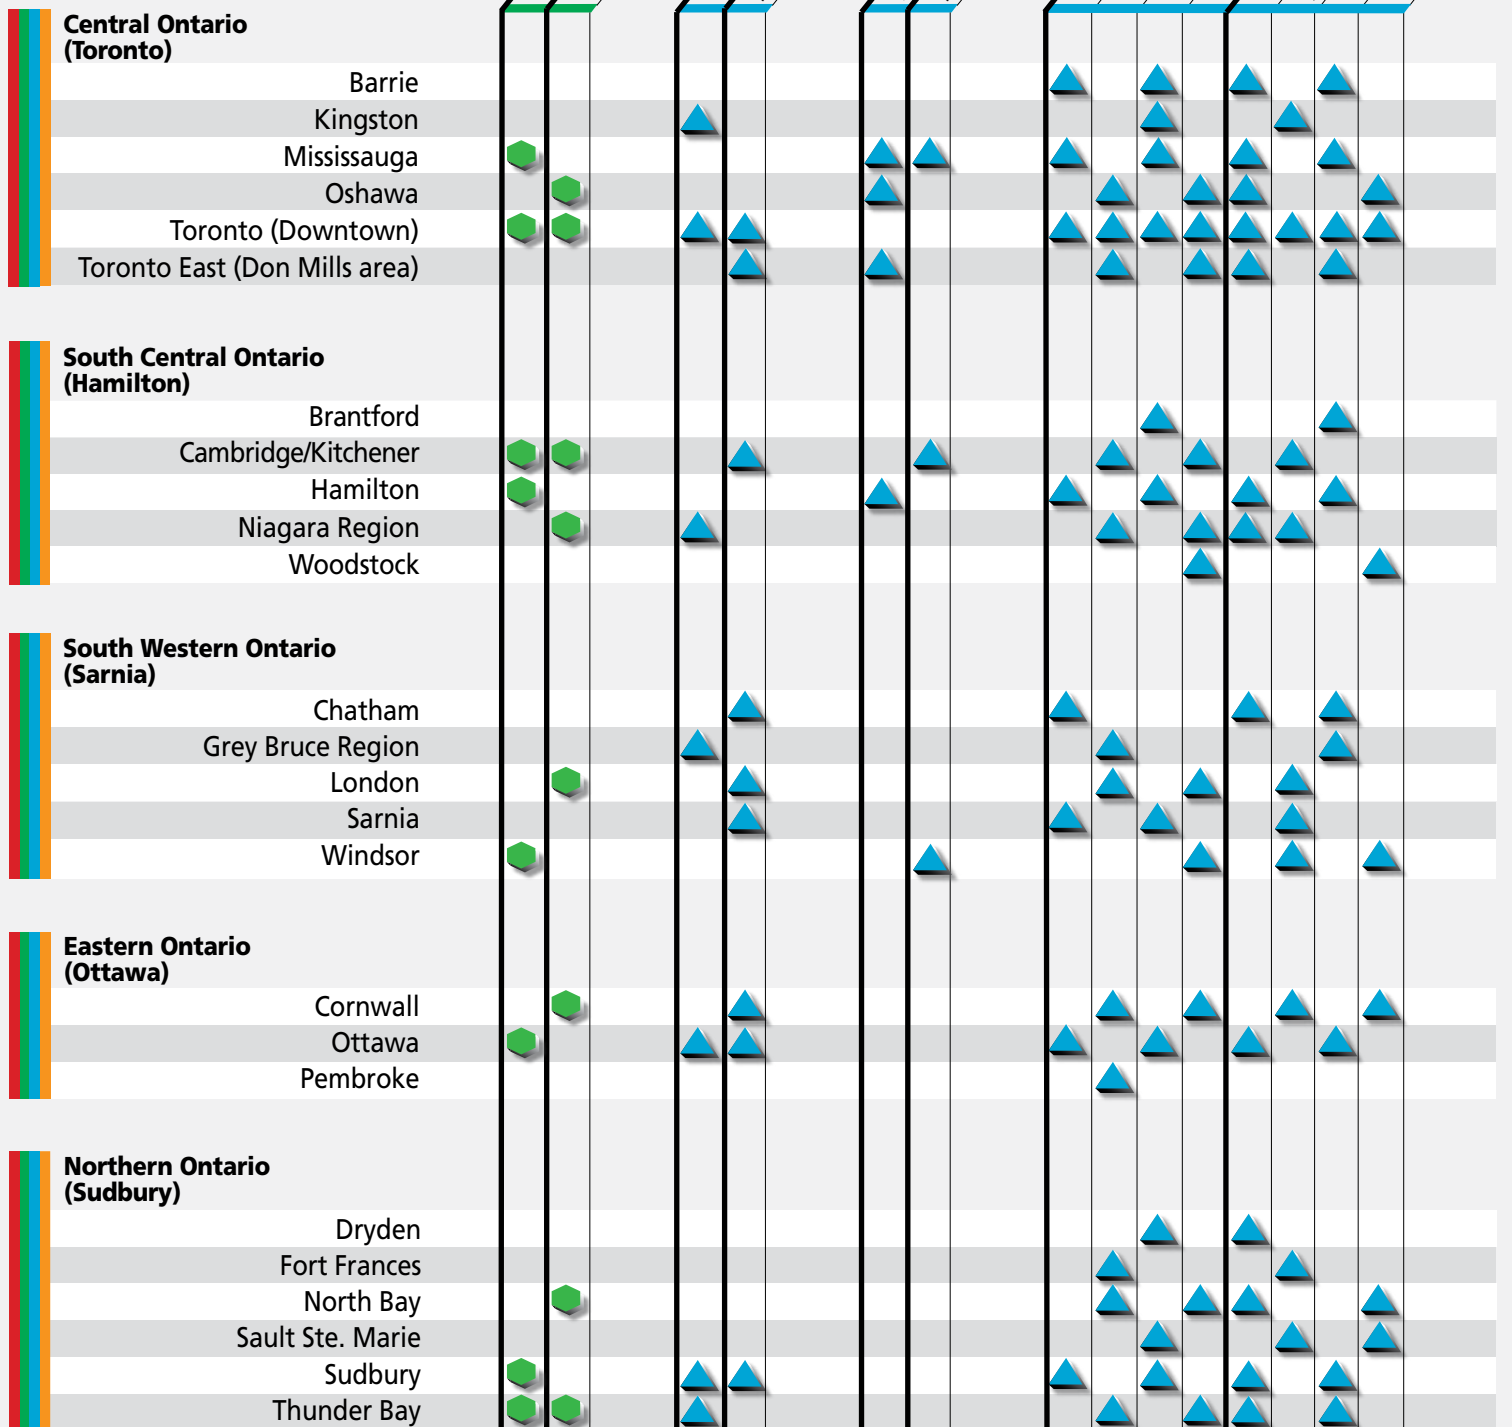 Central Ontario
(Toronto)
Barrie
Kingston
Mississauga
Oshawa
Toronto (Downtown)
Toronto East (Don Mills area)
South Central Ontario
(Hamilton)
Brantford
Cambridge/Kitchener
Hamilton
Niagara Region
Woodstock
South Western Ontario
(Sarnia)
Chatham
Grey Bruce Region
London
Sarnia
Windsor
Eastern Ontario
(Ottawa)
Cornwall
Ottawa
Pembroke
Northern Ontario
(Sudbury)
Dryden
Fort Frances
North Bay
Sault Ste. Marie
Sudbury
Thunder Bay